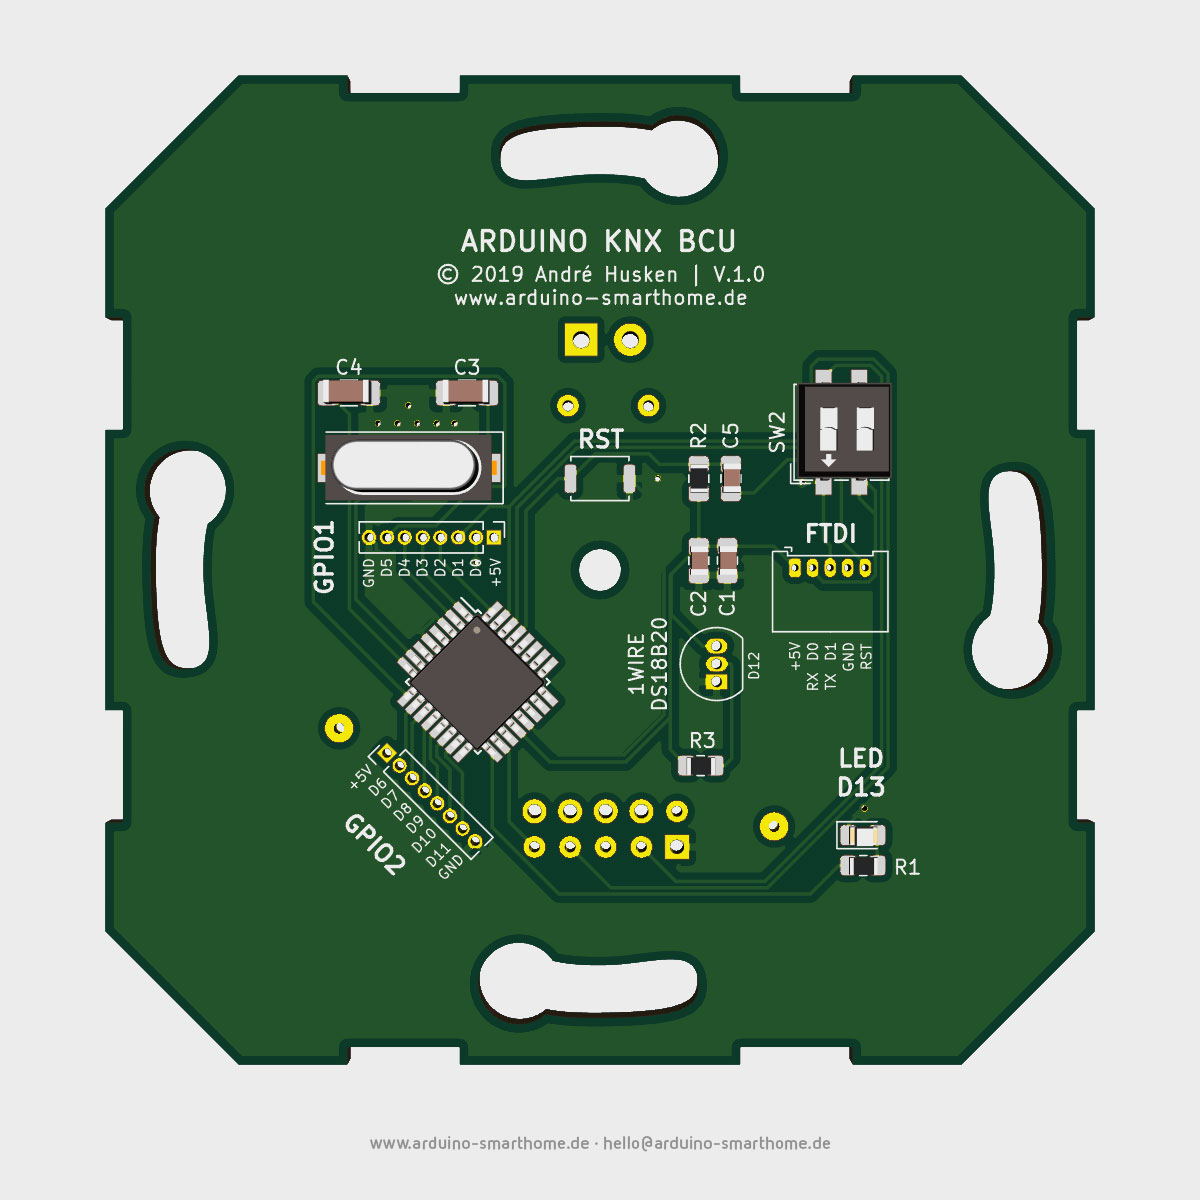 ARDUINO KNX BCU
© 2019 André Husken | V.1.0
www.arduino-smarthome.de
C4
C3
RST
R2
C5
SW2
GPIO1
GND
D5
D4
D3
D2
D1
D0
+5V
FTDI
C2
C1
+5V
RX D0
TX D1
GND
RST
1WIRE
DS18B20
D12
R3
LED
D13
R1
+5V
D6
D7
D8
D9
D10
D11
GND
GPIO2
www.arduino-smarthome.de · hello@arduino-smarthome.de